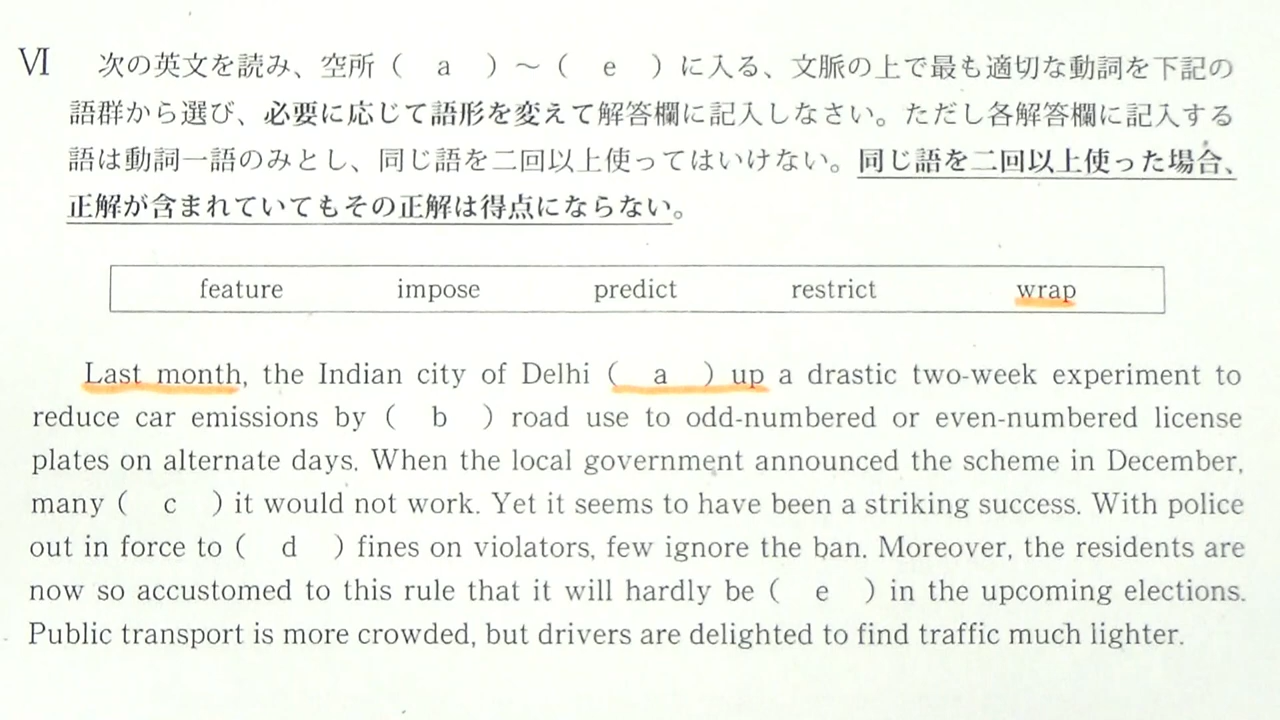 Ⅵ 次の英文を読み、空所（ a ）～（ e ）に入る、文脈の上で最も適切な動詞を下記の
語群から選び、必要に応じて語形を変えて解答欄に記入しなさい。ただし各解答欄に記入する
語は動詞一語のみとし、同じ語を二回以上使ってはいけない。同じ語を二回以上使った場合、
正解が含まれていてもその正解は得点にならない。
feature impose predict restrict wrap
Last month, the Indian city of Delhi ( a ) up a drastic two-week experiment to
reduce car emissions by ( b ) road use to odd-numbered or even-numbered license
plates on alternate days. When the local government announced the scheme in December,
many ( c ) it would not work. Yet it seems to have been a striking success. With police
out in force to ( d ) fines on violators, few ignore the ban. Moreover, the residents are
now so accustomed to this rule that it will hardly be ( e ) in the upcoming elections.
Public transport is more crowded, but drivers are delighted to find traffic much lighter.